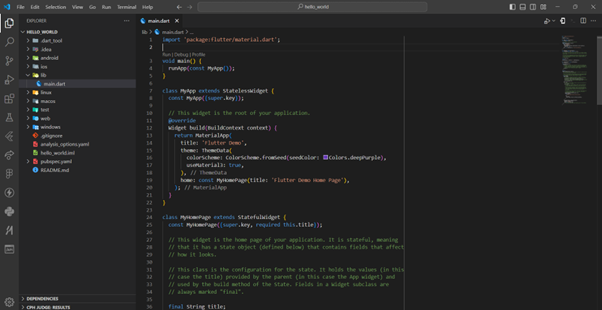 File Edit Selection View Go Run Terminal Help
hello_world
EXPLORER
HELLO_WORLD
.dart_tool
.idea
android
ios
lib
main.dart
linux
macos
test
web
windows
.gitignore
analysis_options.yaml
hello_world.iml
pubspec.yaml
README.md
DEPENDENCIES
CPH JUDGE: RESULTS
main.dart
lib > main.dart > ...
1 import 'package:flutter/material.dart';
2
Run | Debug | Profile
3 void main() {
4 runApp(const MyApp());
5 }
6
7 class MyApp extends StatelessWidget {
8 const MyApp({super.key});
9
10 // This widget is the root of your application.
11 @override
12 Widget build(BuildContext context) {
13 return MaterialApp(
14 title: 'Flutter Demo',
15 theme: ThemeData(
16 colorScheme: ColorScheme.fromSeed(seedColor: Colors.deepPurple),
17 useMaterial3: true,
18 ), // ThemeData
19 home: const MyHomePage(title: 'Flutter Demo Home Page'),
20 ); // MaterialApp
21 }
22 }
23
24 class MyHomePage extends StatefulWidget {
25 const MyHomePage({super.key, required this.title});
26
27 // This widget is the home page of your application. It is stateful, meaning
28 // that it has a State object (defined below) that contains fields that affect
29 // how it looks.
30
31 // This class is the configuration for the state. It holds the values (in this
32 // case the title) provided by the parent (in this case the App widget) and
33 // used by the build method of the State. Fields in a Widget subclass are
34 // always marked "final".
35
36 final String title;